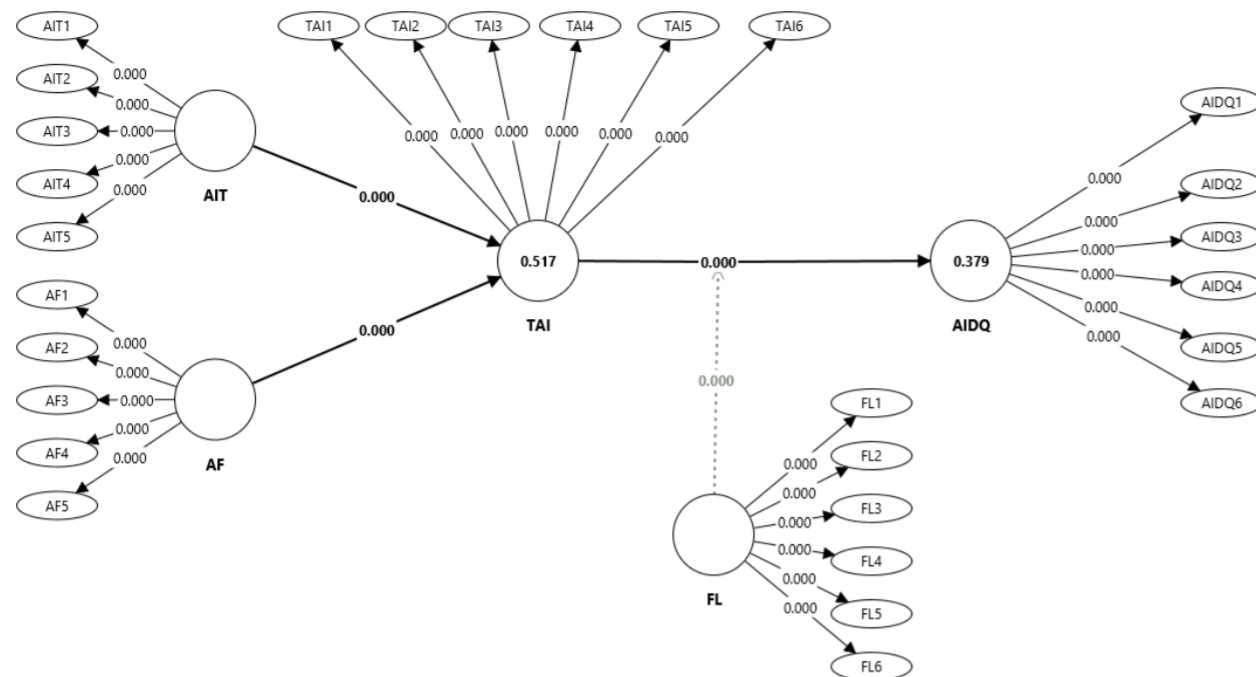 AIT1
AIT2
AIT3
AIT4
AIT5
0.000
0.000
0.000
0.000
0.000
AIT
0.000
AF1
AF2
AF3
AF4
AF5
0.000
0.000
0.000
0.000
0.000
AF
0.000
TAI1
TAI2
TAI3
TAI4
TAI5
TAI6
0.000
0.000
0.000
0.000
0.000
0.000
0.517
TAI
0.000
0.379
AIDQ
0.000
0.000
0.000
0.000
0.000
0.000
AIDQ1
AIDQ2
AIDQ3
AIDQ4
AIDQ5
AIDQ6
0.000
FL
0.000
0.000
0.000
0.000
0.000
0.000
FL1
FL2
FL3
FL4
FL5
FL6